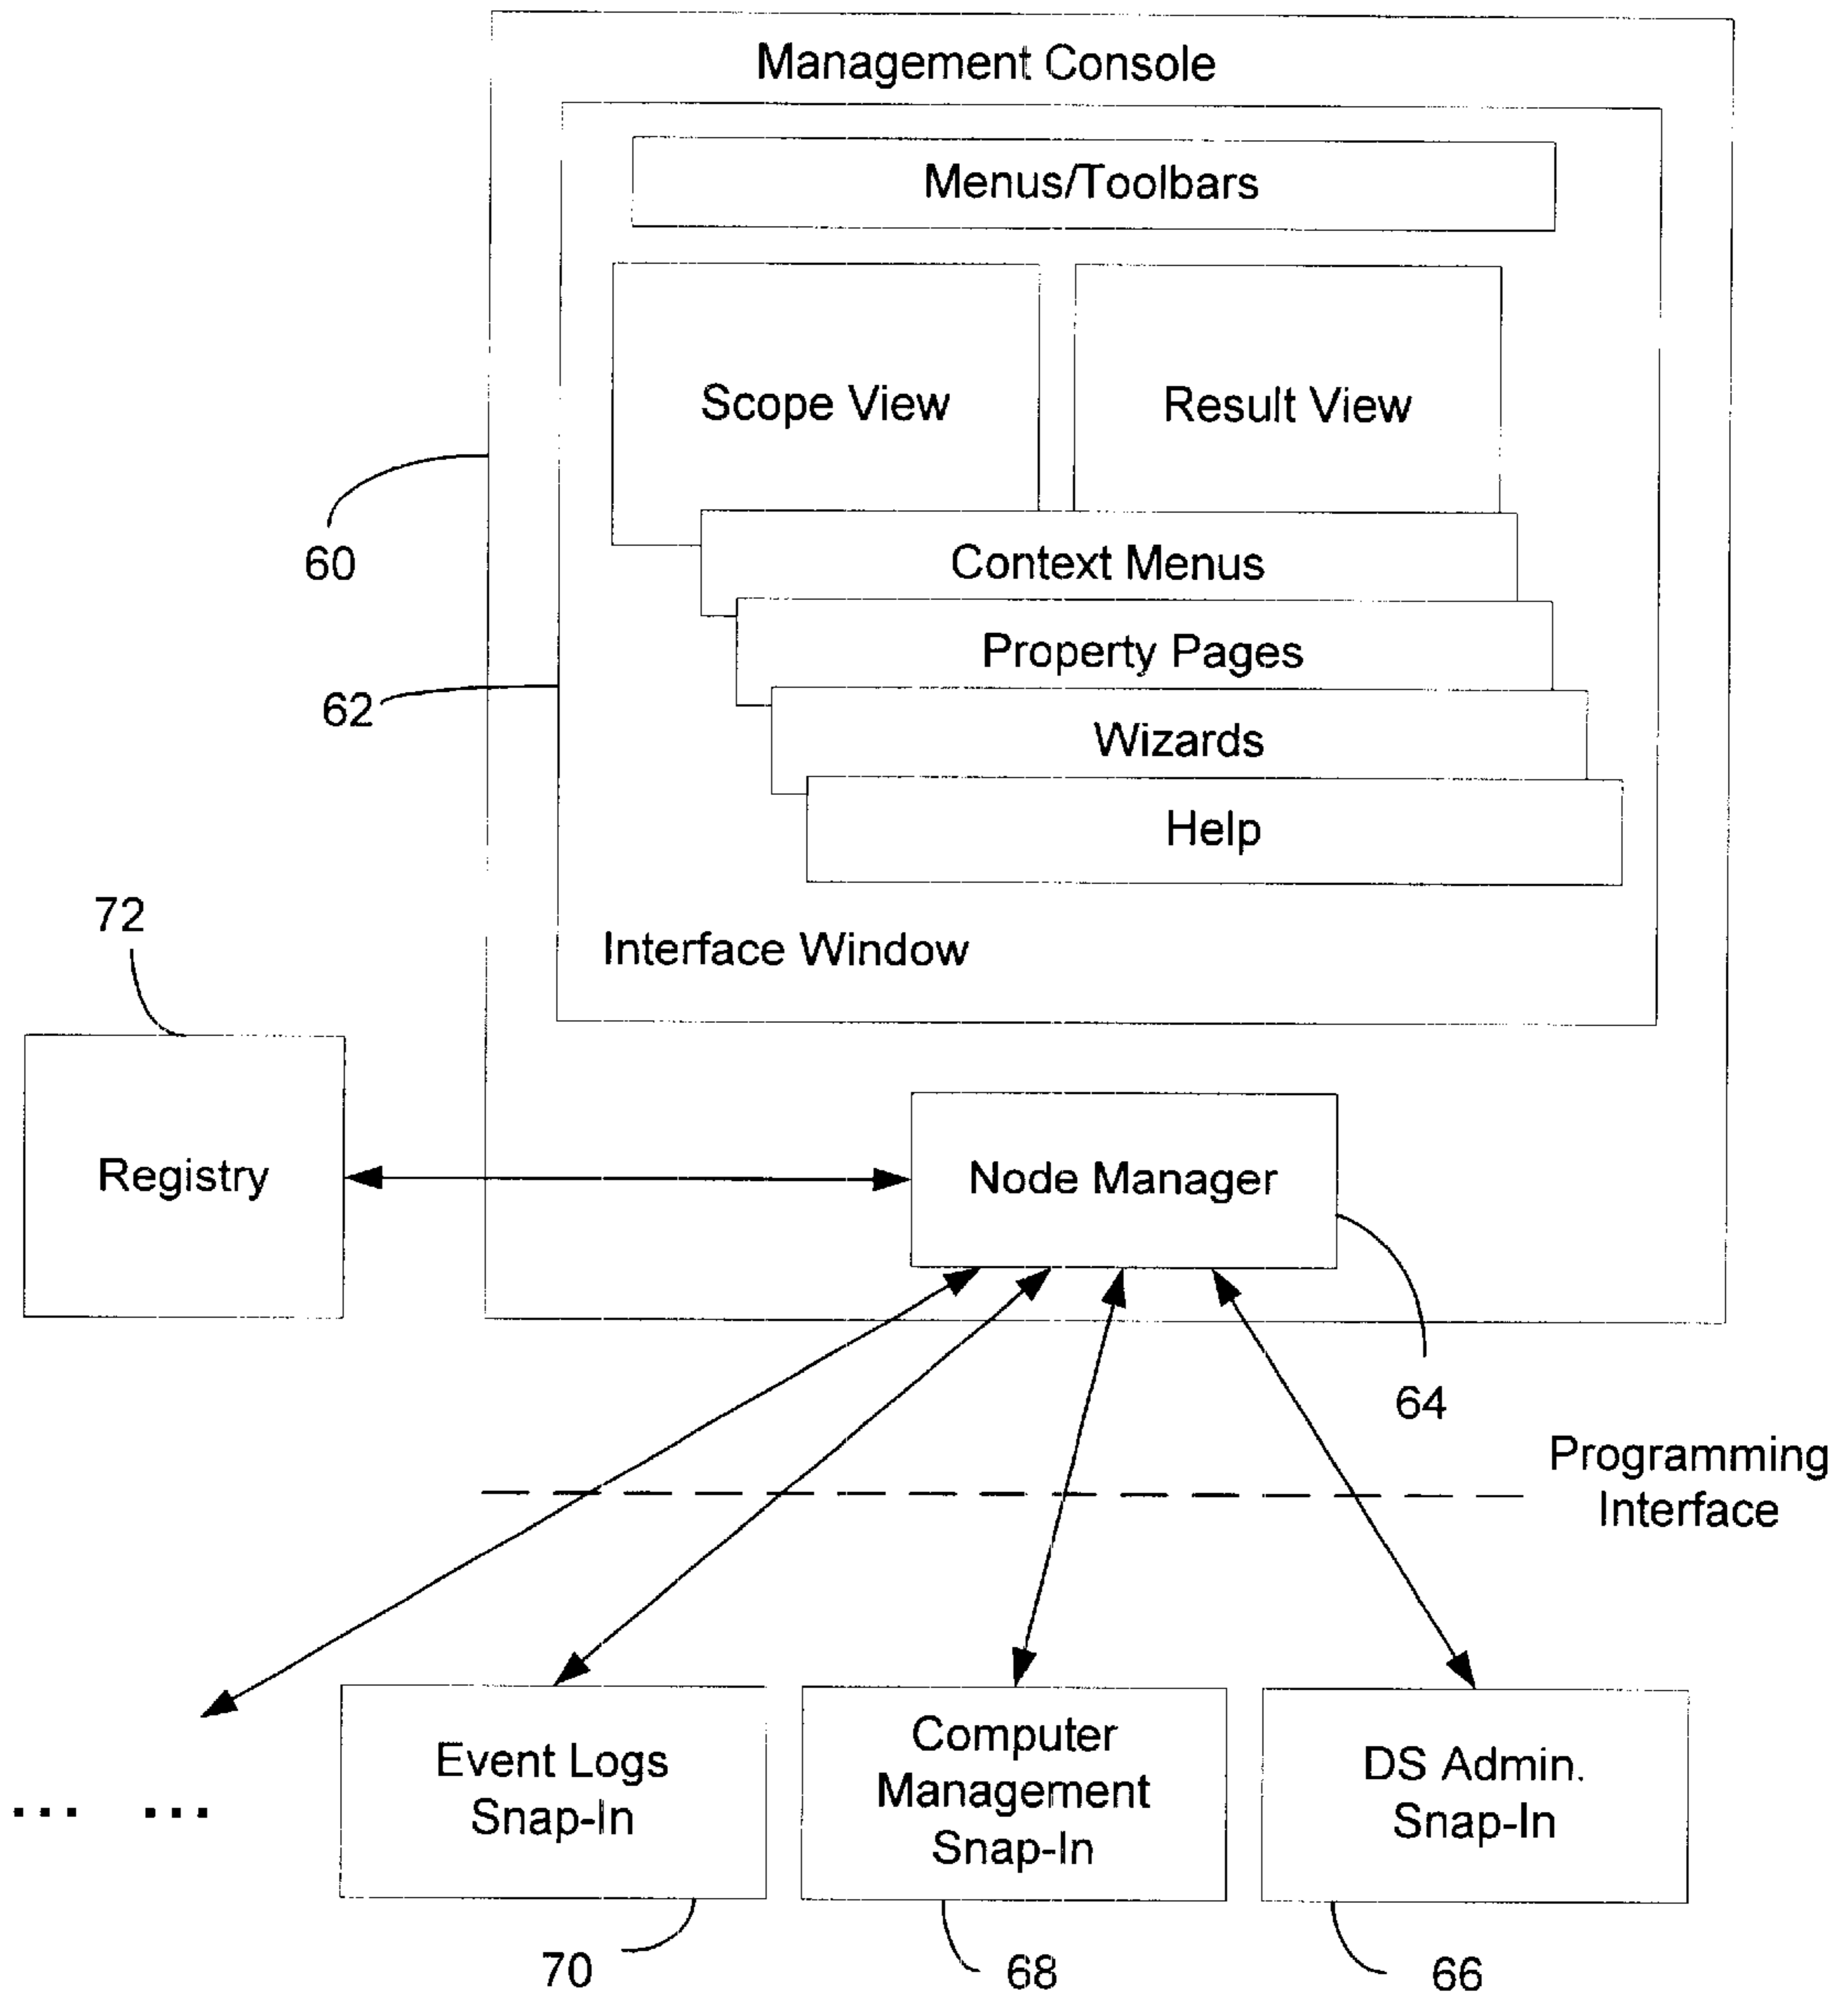 Management Console
Menus/Toolbars
Scope View
Result View
60
Context Menus
Property Pages
62
Wizards
Help
72
Interface Window
Registry
Node Manager
64
Programming
Interface
Event Logs
Snap-In
Computer
Management
Snap-In
DS Admin.
Snap-In
... ...
70
68
66